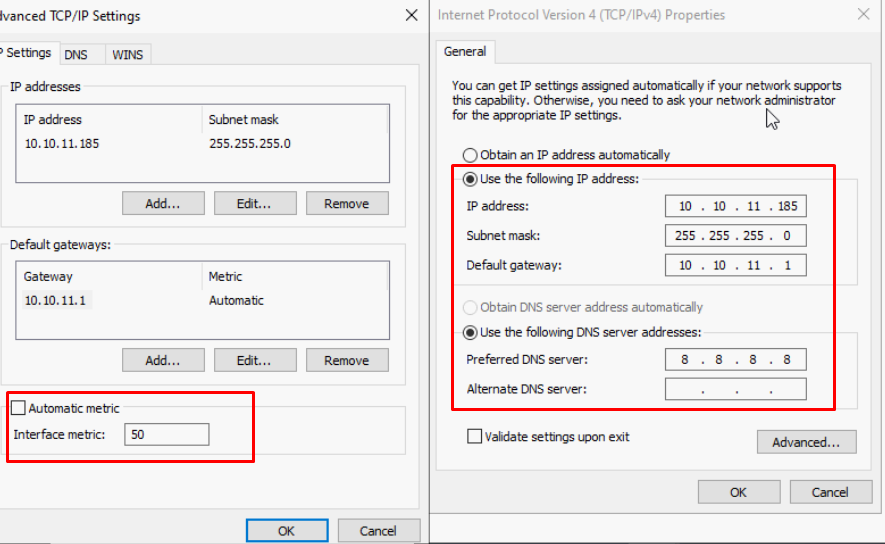 dvanced TCP/IP Settings
P Settings
DNS
WINS
IP addresses
IP address
Subnet mask
10.10.11.185
255.255.255.0
Add...
Edit...
Remove
Default gateways:
Gateway
Metric
10.10.11.1
Automatic
Add...
Edit...
Remove
Automatic metric
Interface metric:
50
OK
Cancel
Internet Protocol Version 4 (TCP/IPv4) Properties
General
You can get IP settings assigned automatically if your network supports
this capability. Otherwise, you need to ask your network administrator
for the appropriate IP settings.
Obtain an IP address automatically
Use the following IP address:
IP address:
10 . 10 . 11 . 185
Subnet mask:
255 . 255 . 255 . 0
Default gateway:
10 . 10 . 11 . 1
Obtain DNS server address automatically
Use the following DNS server addresses:
Preferred DNS server:
8 . 8 . 8 . 8
Alternate DNS server:
. . .
Validate settings upon exit
Advanced...
OK
Cancel